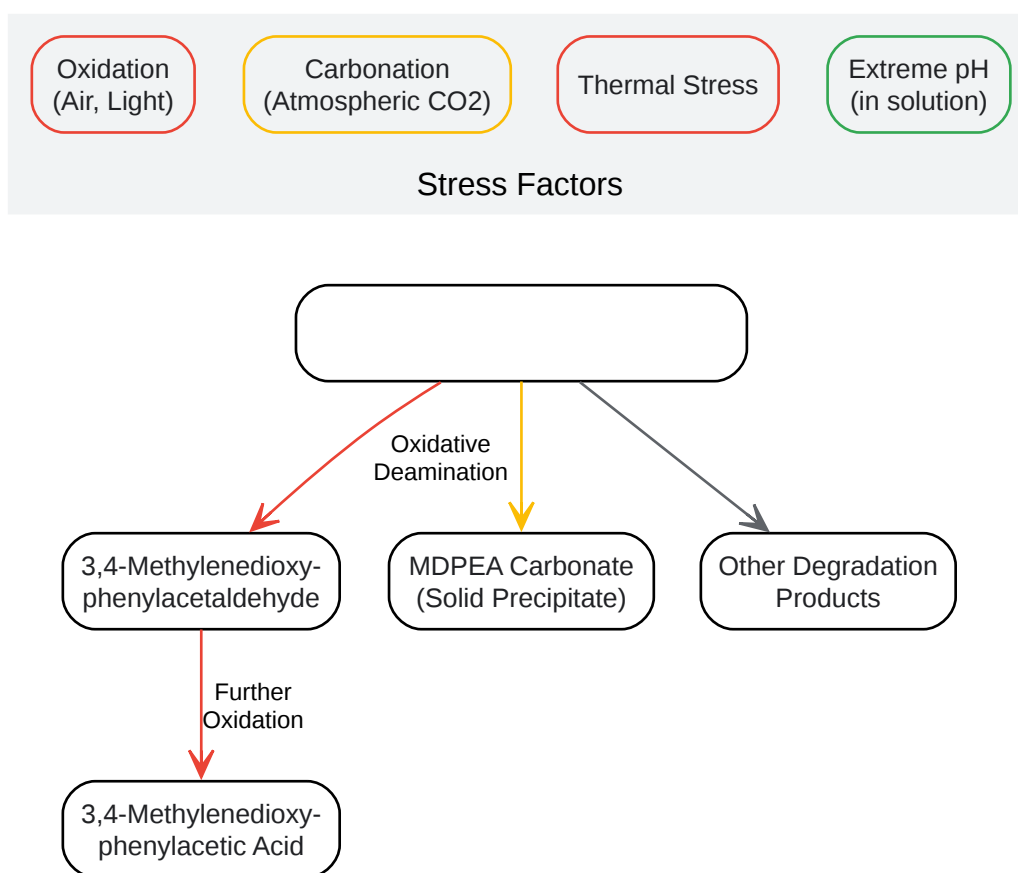 Oxidation
(Air, Light)
Carbonation
(Atmospheric CO2)
Thermal Stress
Extreme pH
(in solution)
Stress Factors
Oxidative
Deamination
3,4-Methylenedioxy-
phenylacetaldehyde
MDPEA Carbonate
(Solid Precipitate)
Other Degradation
Products
Further
Oxidation
3,4-Methylenedioxy-
phenylacetic Acid